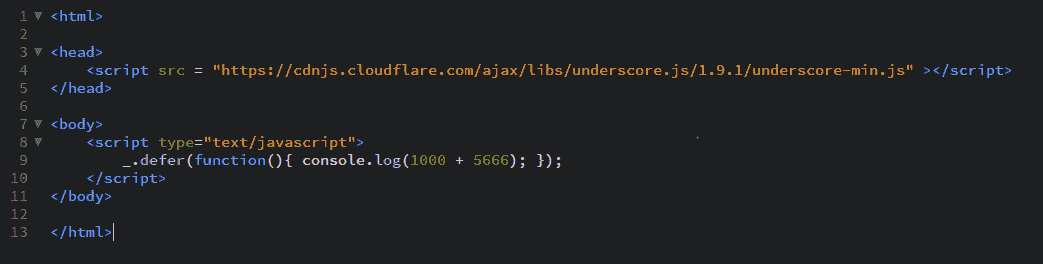 1 <html>
2
3 <head>
4     <script src = "https://cdnjs.cloudflare.com/ajax/libs/underscore.js/1.9.1/underscore-min.js" ></script>
5 </head>
6
7 <body>
8     <script type="text/javascript">
9         _.defer(function(){ console.log(1000 + 5666); });
10     </script>
11 </body>
12
13 </html>